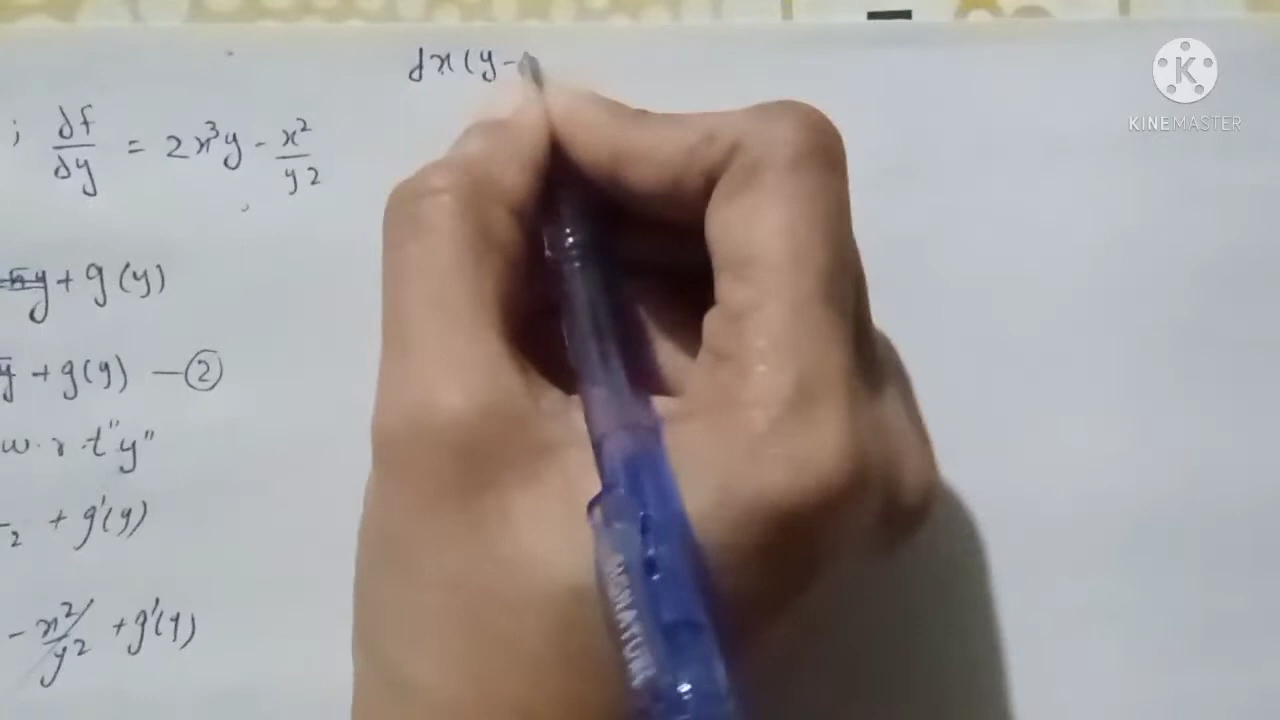 dx(y-
; ∂f/∂y = 2x³y - x²/y2
y + g(y)
y + g(y) - ②
w.r.t "y"
2 + g'(y)
- x²/y2 + g'(y)
K
KINEMASTER